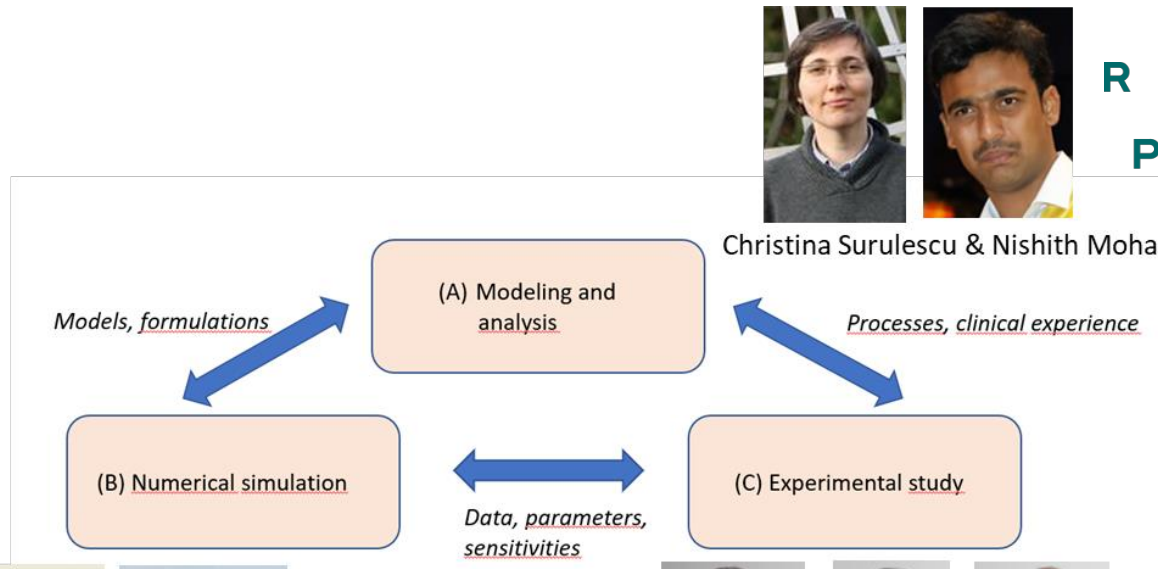 R
P
Christina Surulescu & Nishith Moha
(A) Modeling and
analysis
Models, formulations
Processes, clinical experience
(B) Numerical simulation
(C) Experimental study
Data, parameters,
sensitivities